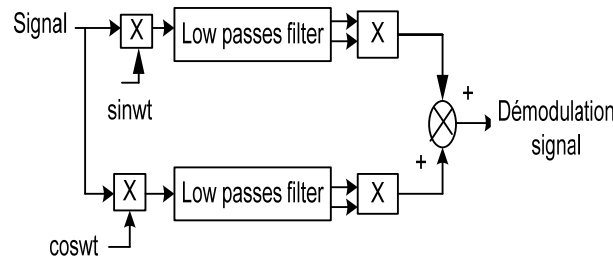 Signal
X
Low passes filter
X
sinwt
+
Démodulation
signal
+
X
Low passes filter
X
coswt